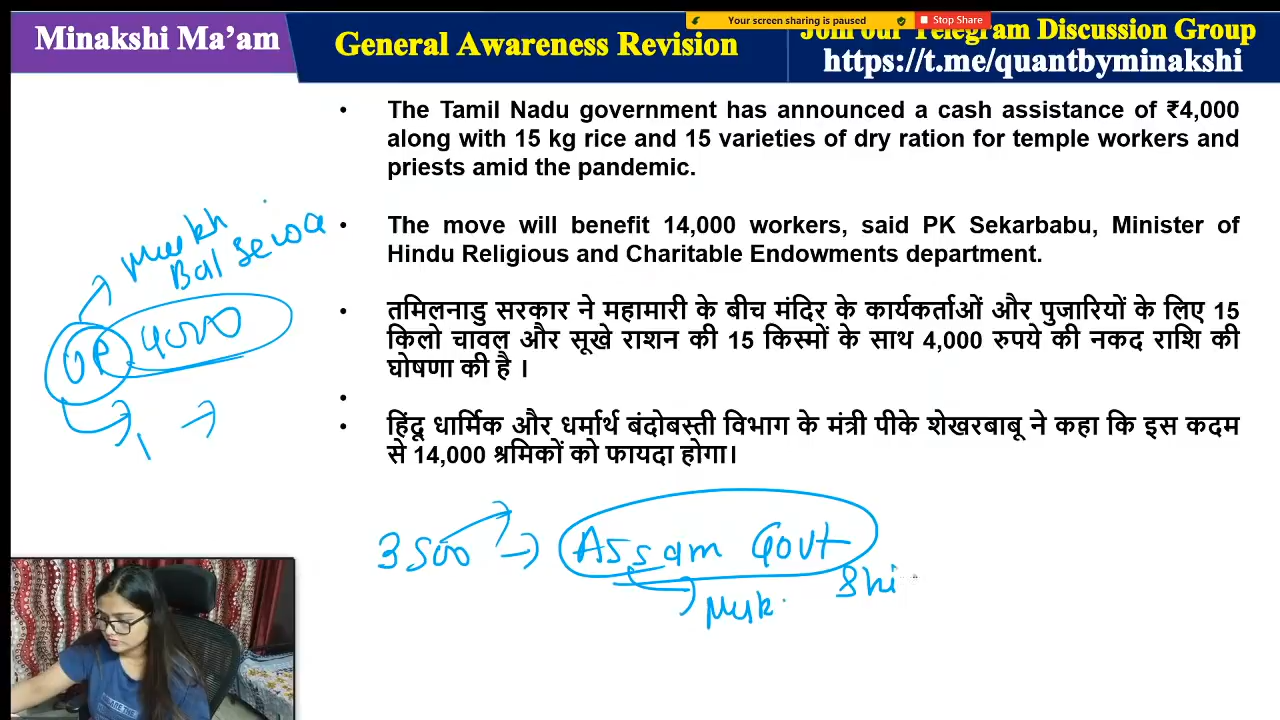 Minakshi Ma'am
General Awareness Revision
Your screen sharing is paused
Stop Share
Join our Telegram Discussion Group
https://t.me/quantbyminakshi
• The Tamil Nadu government has announced a cash assistance of ₹4,000
along with 15 kg rice and 15 varieties of dry ration for temple workers and
priests amid the pandemic.
• The move will benefit 14,000 workers, said PK Sekarbabu, Minister of
Hindu Religious and Charitable Endowments department.
• तमिलनाडु सरकार ने महामारी के बीच मंदिर के कार्यकर्ताओं और पुजारियों के लिए 15
किलो चावल और सूखे राशन की 15 किस्मों के साथ 4,000 रुपये की नकद राशि की
घोषणा की है ।
•
• हिंदू धार्मिक और धर्मार्थ बंदोबस्ती विभाग के मंत्री पीके शेखरबाबू ने कहा कि इस कदम
से 14,000 श्रमिकों को फायदा होगा।
Mukh
Bal Sewa
UP 4000
1
3500 → Assam Govt
Muk Shi